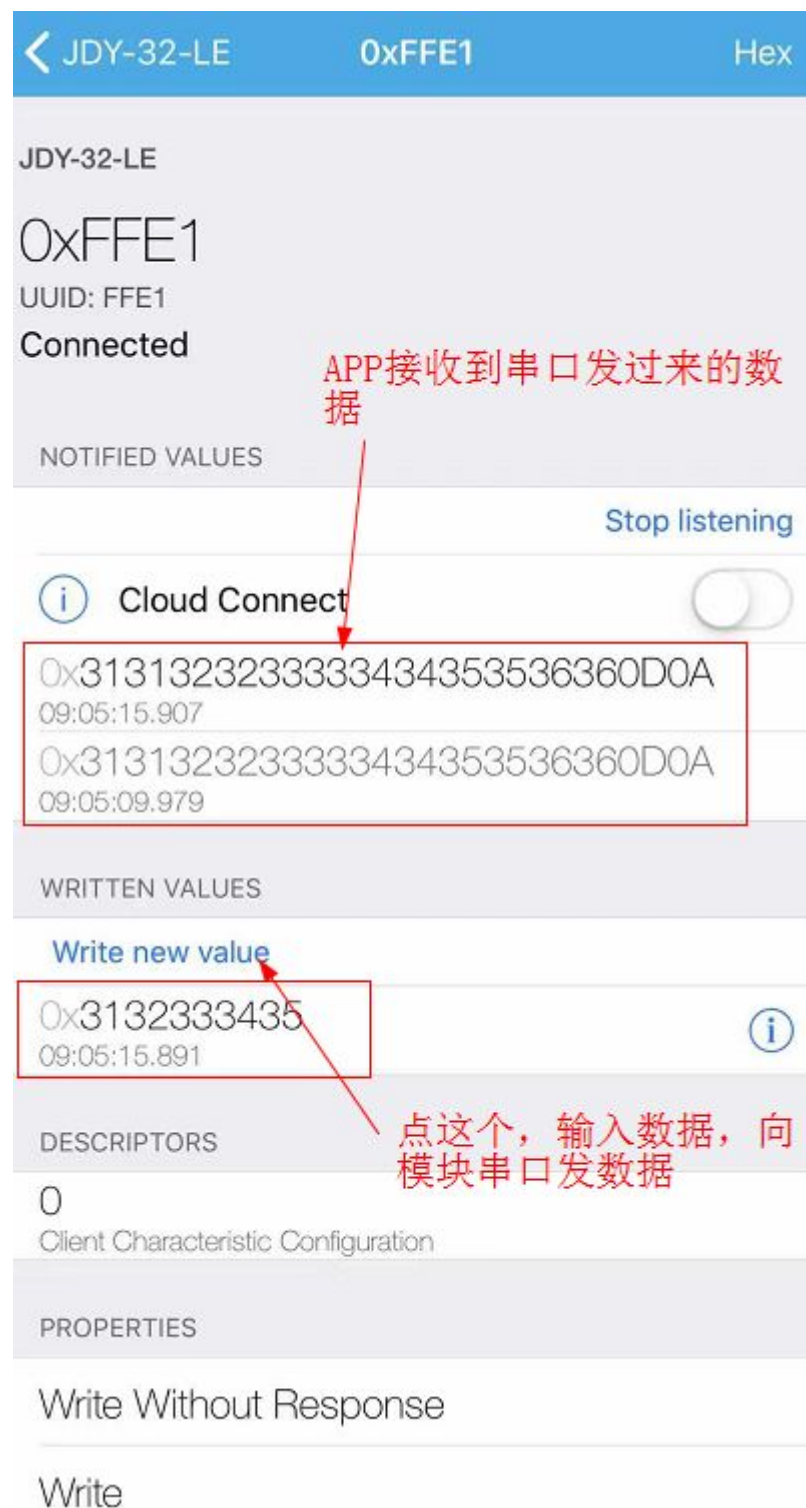 JDY-32-LE 0xFFE1 Hex
JDY-32-LE
0xFFE1
UUID: FFE1
Connected
APP接收到串口发过来的数
据
NOTIFIED VALUES
Stop listening
Cloud Connect
0x3131323233333434353536360D0A
09:05:15.907
0x3131323233333434353536360D0A
09:05:09.979
WRITTEN VALUES
Write new value
0x3132333435
09:05:15.891
点这个，输入数据，向
模块串口发数据
DESCRIPTORS
0
Client Characteristic Configuration
PROPERTIES
Write Without Response
Write